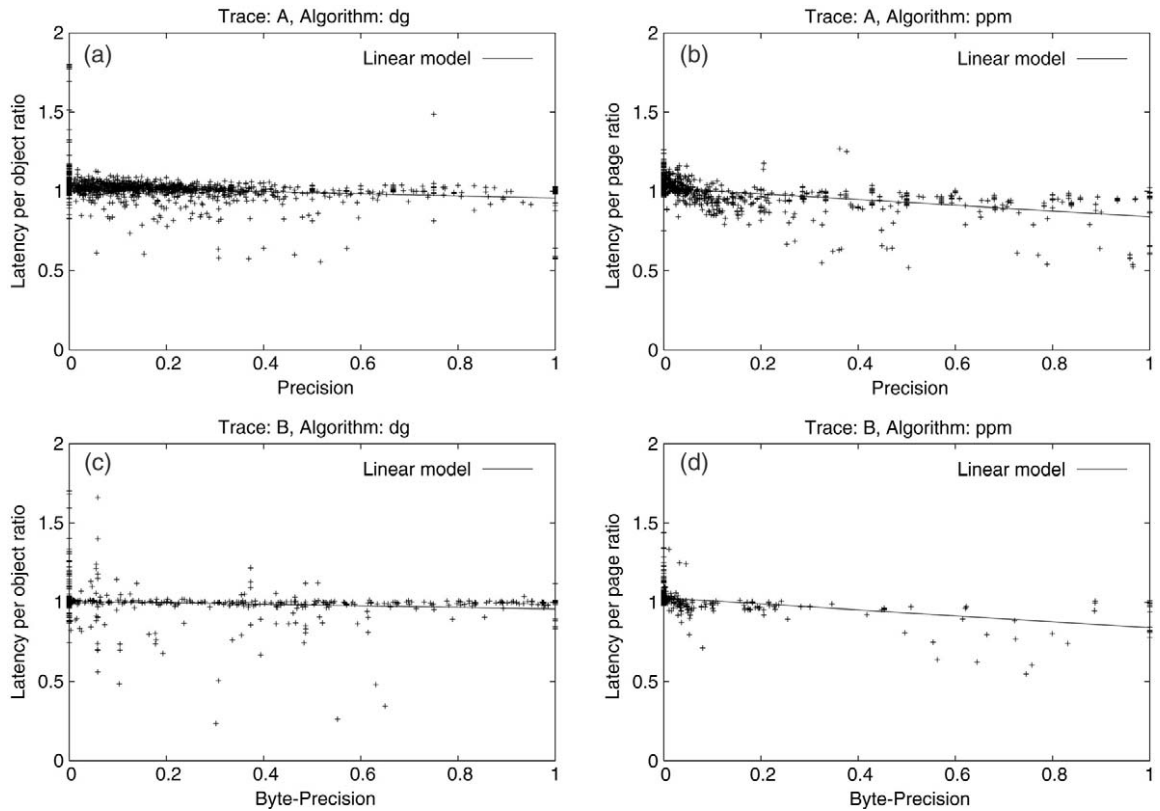 Trace: A, Algorithm: dg
(a)
Linear model
Latency per object ratio
2
1.5
1
0.5
0
0 0.2 0.4 0.6 0.8 1
Precision
Trace: A, Algorithm: ppm
(b)
Linear model
Latency per page ratio
2
1.5
1
0.5
0
0 0.2 0.4 0.6 0.8 1
Precision
Trace: B, Algorithm: dg
(c)
Linear model
Latency per object ratio
2
1.5
1
0.5
0
0 0.2 0.4 0.6 0.8 1
Byte-Precision
Trace: B, Algorithm: ppm
(d)
Linear model
Latency per page ratio
2
1.5
1
0.5
0
0 0.2 0.4 0.6 0.8 1
Byte-Precision